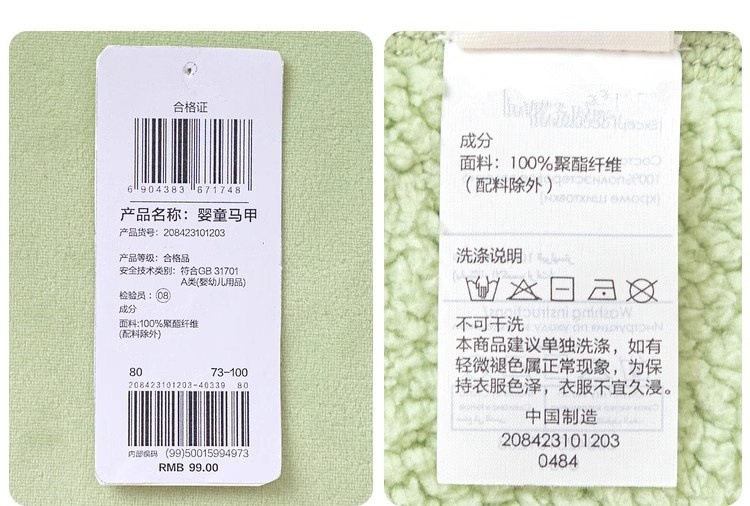 合格证
6 904383 671748
产品名称：婴童马甲
产品货号：208423101203
产品等级：合格品
安全技术类别：符合GB 31701
A类(婴幼儿用品)
检验员：08
成分
面料:100%聚酯纤维
(配料除外)
80 73-100
208423101203-40339 80
内部编码 (99)50015994973
RMB 99.00
成分
面料：100%聚酯纤维
（配料除外）
洗涤说明
不可干洗
本商品建议单独洗涤，如有
轻微褪色属正常现象，为保
持衣服色泽，衣服不宜久浸。
中国制造
208423101203
0484